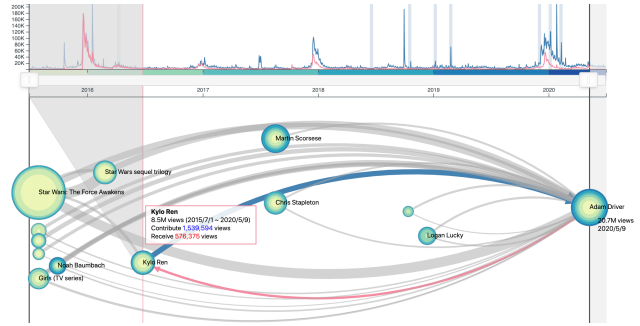 200K
180K
160K
140K
120K
100K
80K
60K
40K
20K
0K
2016
2017
2018
2019
2020
Martin Scorsese
Star Wars sequel trilogy
Star Wars: The Force Awakens
Chris Stapleton
Adam Driver
Kylo Ren
8.5M views (2015/7/1 ~ 2020/5/9)
Contribute 1,539,594 views
Receive 576,375 views
20.7M views
2020/5/9
Logan Lucky
Noah Baumbach
Kylo Ren
Girls (TV series)